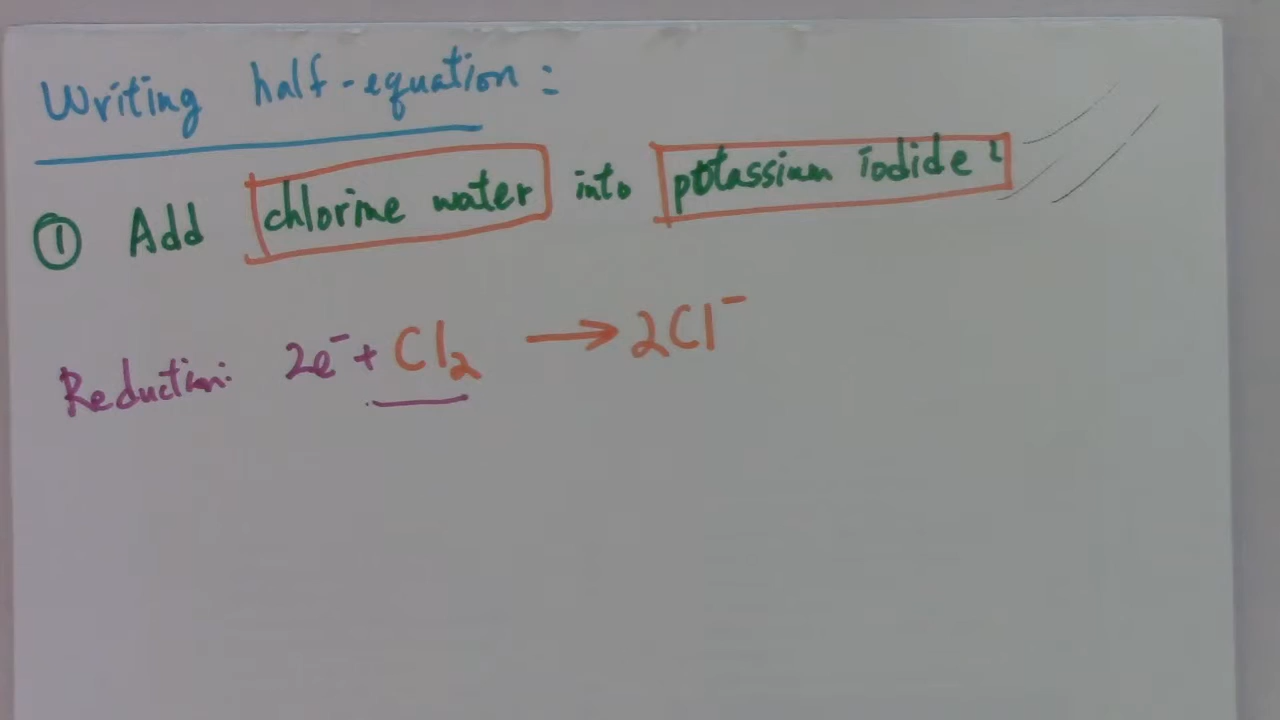 Writing half-equation:
① Add chlorine water into potassium iodide
Reduction: 2e⁻ + Cl₂ → 2Cl⁻